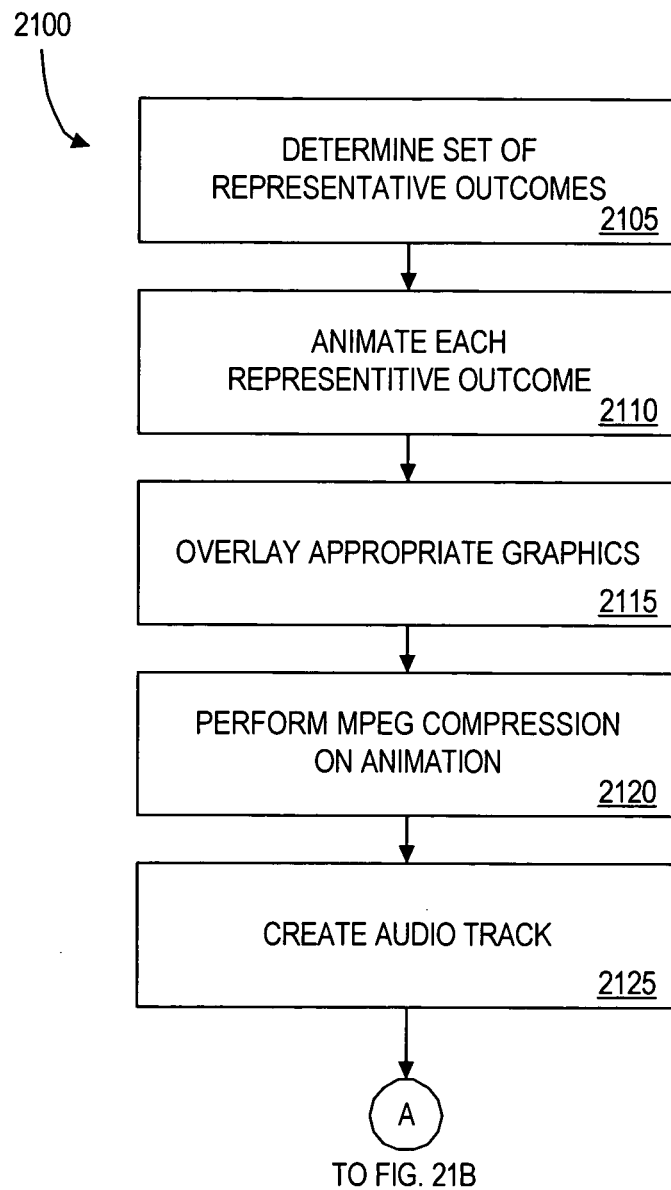 2100
DETERMINE SET OF
REPRESENTATIVE OUTCOMES
2105
ANIMATE EACH
REPRESENTITIVE OUTCOME
2110
OVERLAY APPROPRIATE GRAPHICS
2115
PERFORM MPEG COMPRESSION
ON ANIMATION
2120
CREATE AUDIO TRACK
2125
A
TO FIG. 21B